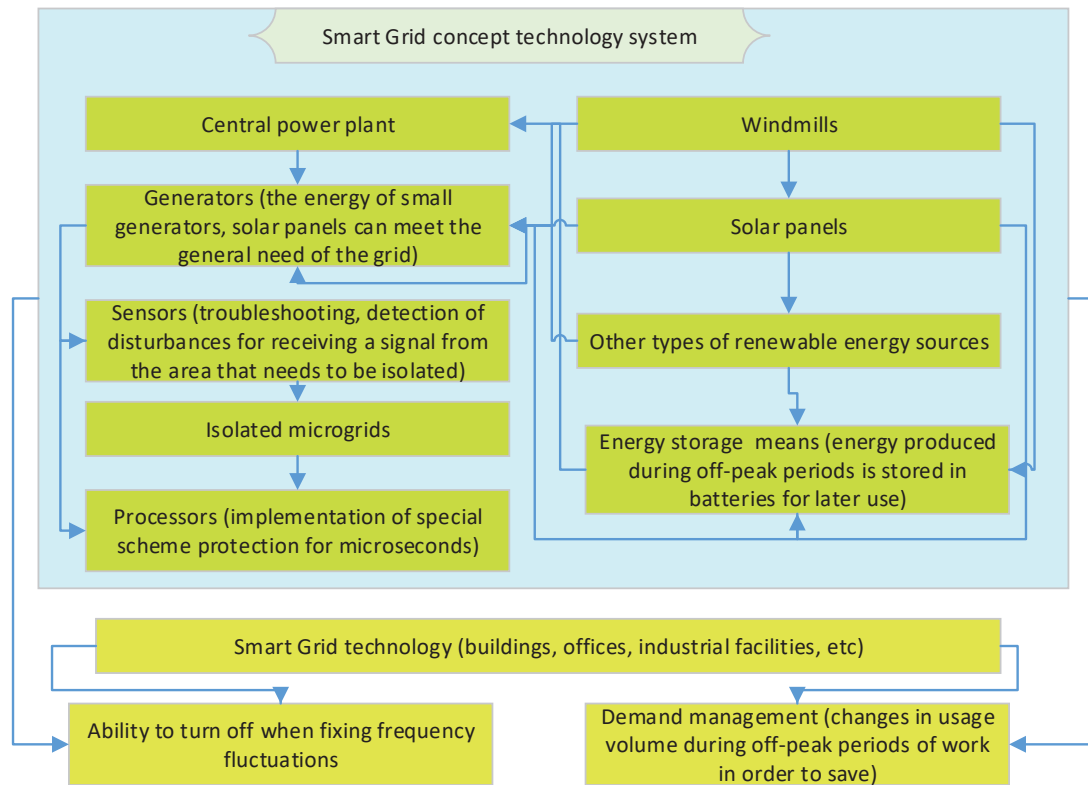 Smart Grid concept technology system
Central power plant
Generators (the energy of small
generators, solar panels can meet the
general need of the grid)
Sensors (troubleshooting, detection of
disturbances for receiving a signal from
the area that needs to be isolated)
Isolated microgrids
Processors (implementation of special
scheme protection for microseconds)
Windmills
Solar panels
Other types of renewable energy sources
Energy storage means (energy produced
during off-peak periods is stored in
batteries for later use)
Smart Grid technology (buildings, offices, industrial facilities, etc)
Ability to turn off when fixing frequency
fluctuations
Demand management (changes in usage
volume during off-peak periods of work
in order to save)